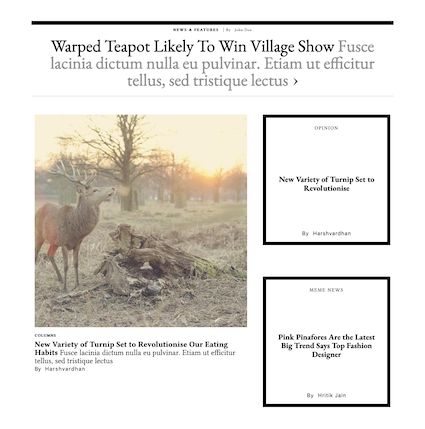 NEWS & FEATURES | By John Doe
Warped Teapot Likely To Win Village Show Fusce
lacinia dictum nulla eu pulvinar. Etiam ut efficitur
tellus, sed tristique lectus ›
OPINION
New Variety of Turnip Set to
Revolutionise
By Harshvardhan
COLUMNS
New Variety of Turnip Set to Revolutionise Our Eating
Habits Fusce lacinia dictum nulla eu pulvinar. Etiam ut efficitur
tellus, sed tristique lectus
By Harshvardhan
MEME NEWS
Pink Pinafores Are the Latest
Big Trend Says Top Fashion
Designer
By Hritik Jain